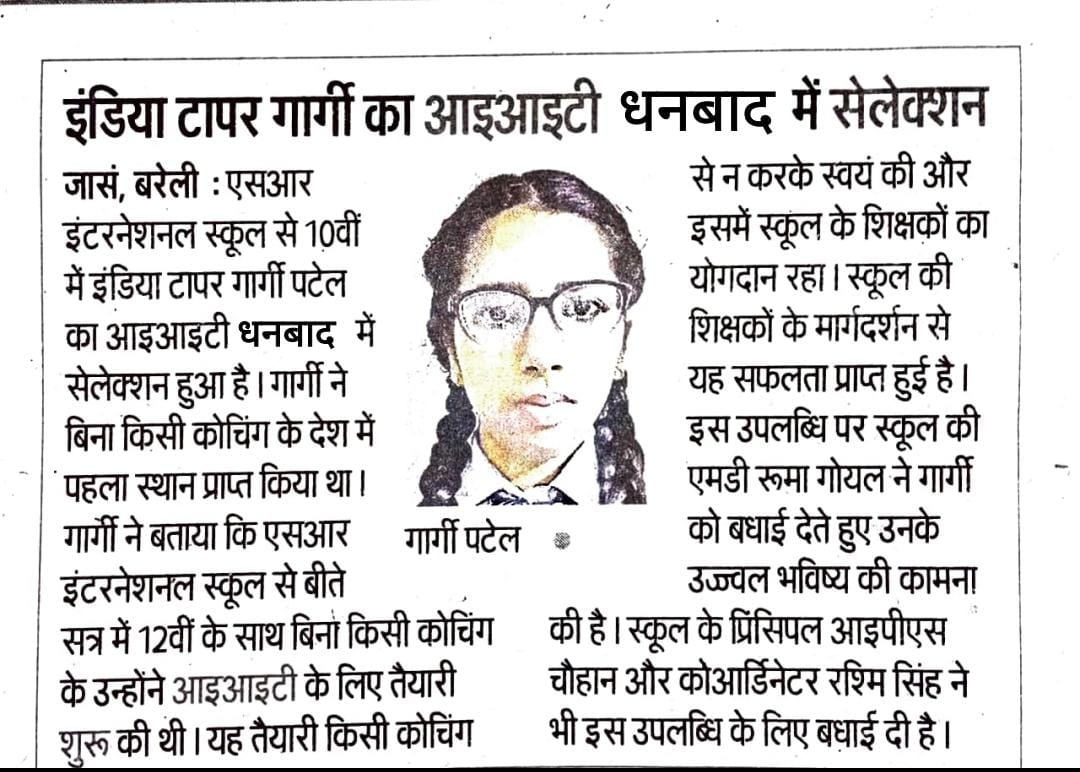 इंडिया टापर गार्गी का आइआइटी धनबाद में सेलेक्शन
जासं, बरेली : एसआर
इंटरनेशनल स्कूल से 10वीं
में इंडिया टापर गार्गी पटेल
का आइआइटी धनबाद में
सेलेक्शन हुआ है। गार्गी ने
बिना किसी कोचिंग के देश में
पहला स्थान प्राप्त किया था।
गार्गी ने बताया कि एसआर
इंटरनेशनल स्कूल से बीते
सत्र में 12वीं के साथ बिना किसी कोचिंग
के उन्होंने आइआइटी के लिए तैयारी
शुरू की थी। यह तैयारी किसी कोचिंग
गार्गी पटेल
से न करके स्वयं की और
इसमें स्कूल के शिक्षकों का
योगदान रहा। स्कूल की
शिक्षकों के मार्गदर्शन से
यह सफलता प्राप्त हुई है।
इस उपलब्धि पर स्कूल की
एमडी रूमा गोयल ने गार्गी
को बधाई देते हुए उनके
उज्ज्वल भविष्य की कामना
की है। स्कूल के प्रिंसिपल आइपीएस
चौहान और कोआर्डिनेटर रश्मि सिंह ने
भी इस उपलब्धि के लिए बधाई दी है।